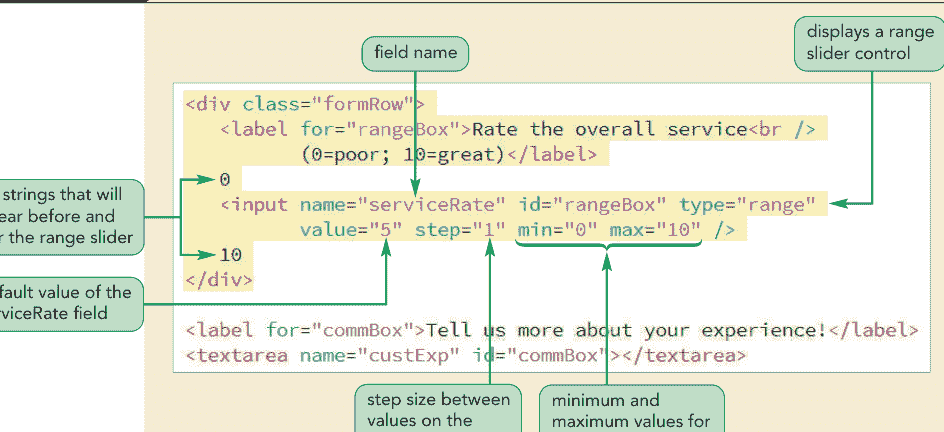 field name
displays a range
slider control
<div class="formRow">
<label for="rangeBox">Rate the overall service<br />
(0=poor; 10=great)</label>
0
<input name="serviceRate" id="rangeBox" type="range"
value="5" step="1" min="0" max="10" />
10
</div>
<label for="commBox">Tell us more about your experience!</label>
<textarea name="custExp" id="commBox"></textarea>
strings that will
before and
the range slider
value of the
field
step size between
values on the
minimum and
maximum values for